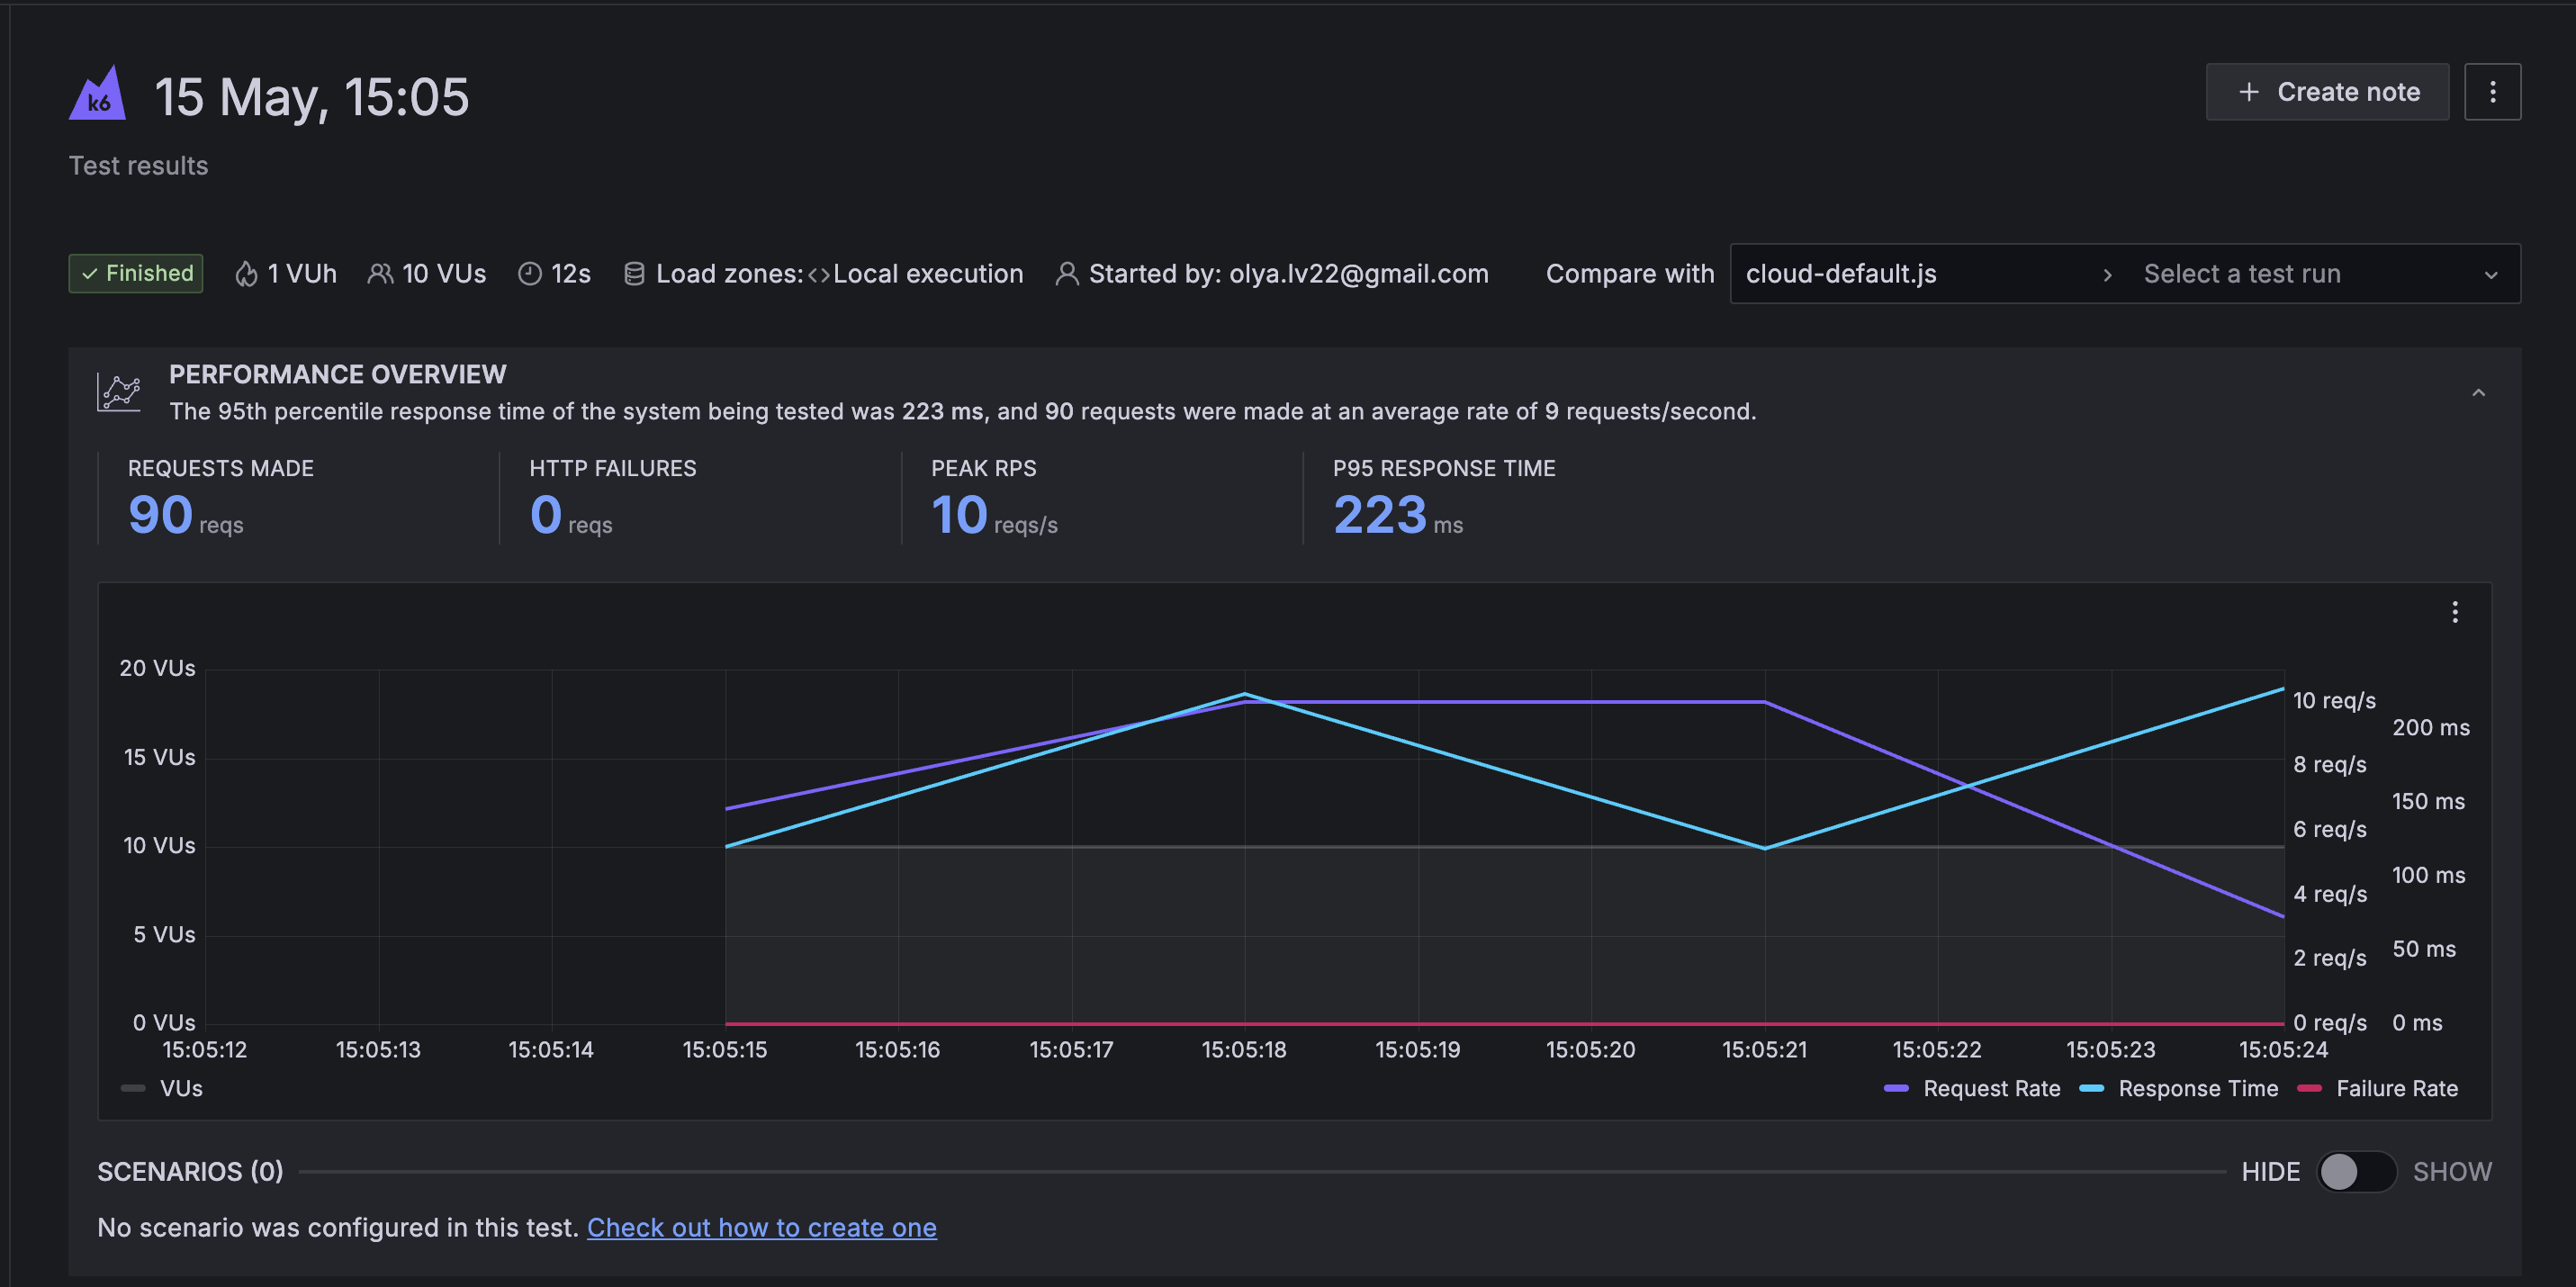 k6
15 May, 15:05
+ Create note
Test results
Finished 1 VUh 10 VUs 12s Load zones: <> Local execution Started by: olya.lv22@gmail.com Compare with cloud-default.js > Select a test run
PERFORMANCE OVERVIEW
The 95th percentile response time of the system being tested was 223 ms, and 90 requests were made at an average rate of 9 requests/second.
REQUESTS MADE HTTP FAILURES PEAK RPS P95 RESPONSE TIME
90 reqs 0 reqs 10 reqs/s 223 ms
20 VUs
15 VUs
10 VUs
5 VUs
0 VUs
10 req/s
8 req/s
6 req/s
4 req/s
2 req/s
0 req/s
200 ms
150 ms
100 ms
50 ms
0 ms
15:05:12 15:05:13 15:05:14 15:05:15 15:05:16 15:05:17 15:05:18 15:05:19 15:05:20 15:05:21 15:05:22 15:05:23 15:05:24
VUs Request Rate Response Time Failure Rate
SCENARIOS (0) HIDE SHOW
No scenario was configured in this test. Check out how to create one